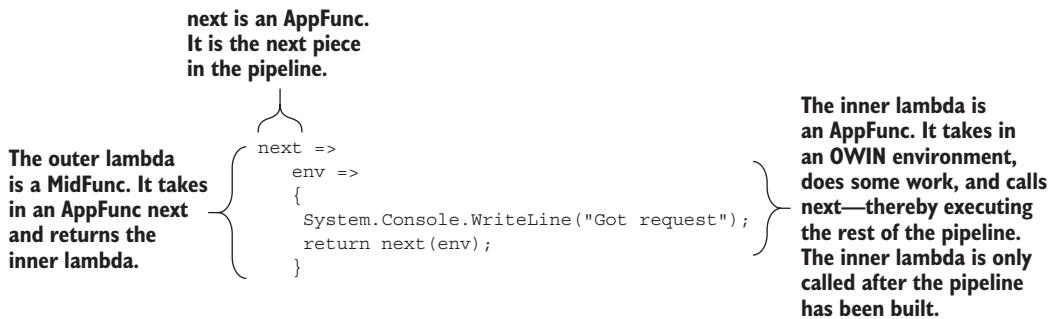 next is an AppFunc.
It is the next piece
in the pipeline.
The outer lambda
is a MidFunc. It takes
in an AppFunc next
and returns the
inner lambda.
next =>
env =>
{
System.Console.WriteLine("Got request");
return next(env);
}
The inner lambda is
an AppFunc. It takes in
an OWIN environment,
does some work, and calls
next—thereby executing
the rest of the pipeline.
The inner lambda is only
called after the pipeline
has been built.